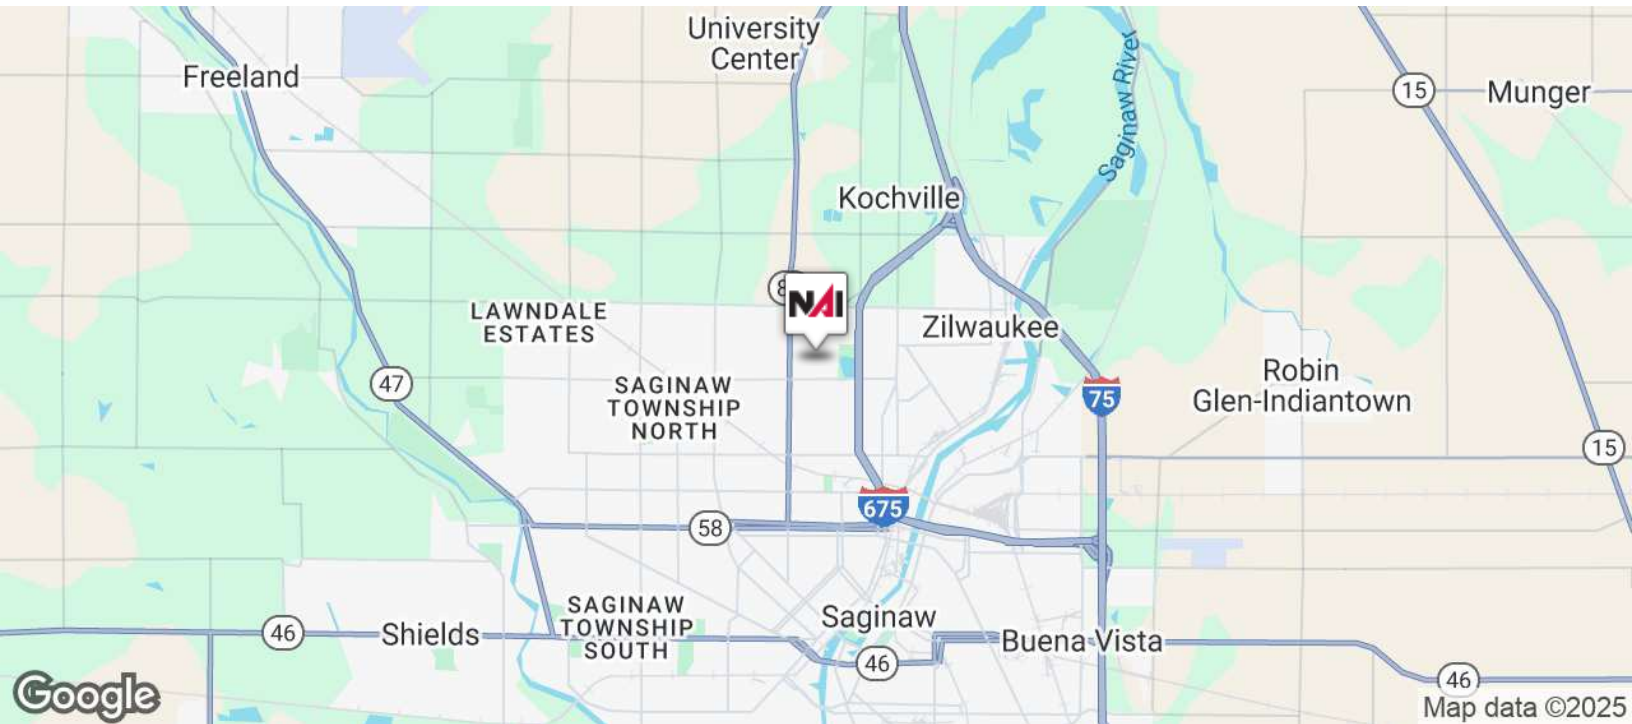 University
Center
Freeland
15
Munger
Saginaw River
Kochville
8
NAI
LAWNDALE
ESTATES
Zilwaukee
47
SAGINAW
TOWNSHIP
NORTH
75
Robin
Glen-Indiantown
15
675
58
SAGINAW
TOWNSHIP
SOUTH
Saginaw
46
Shields
Buena Vista
46
46
Google
Map data ©2025